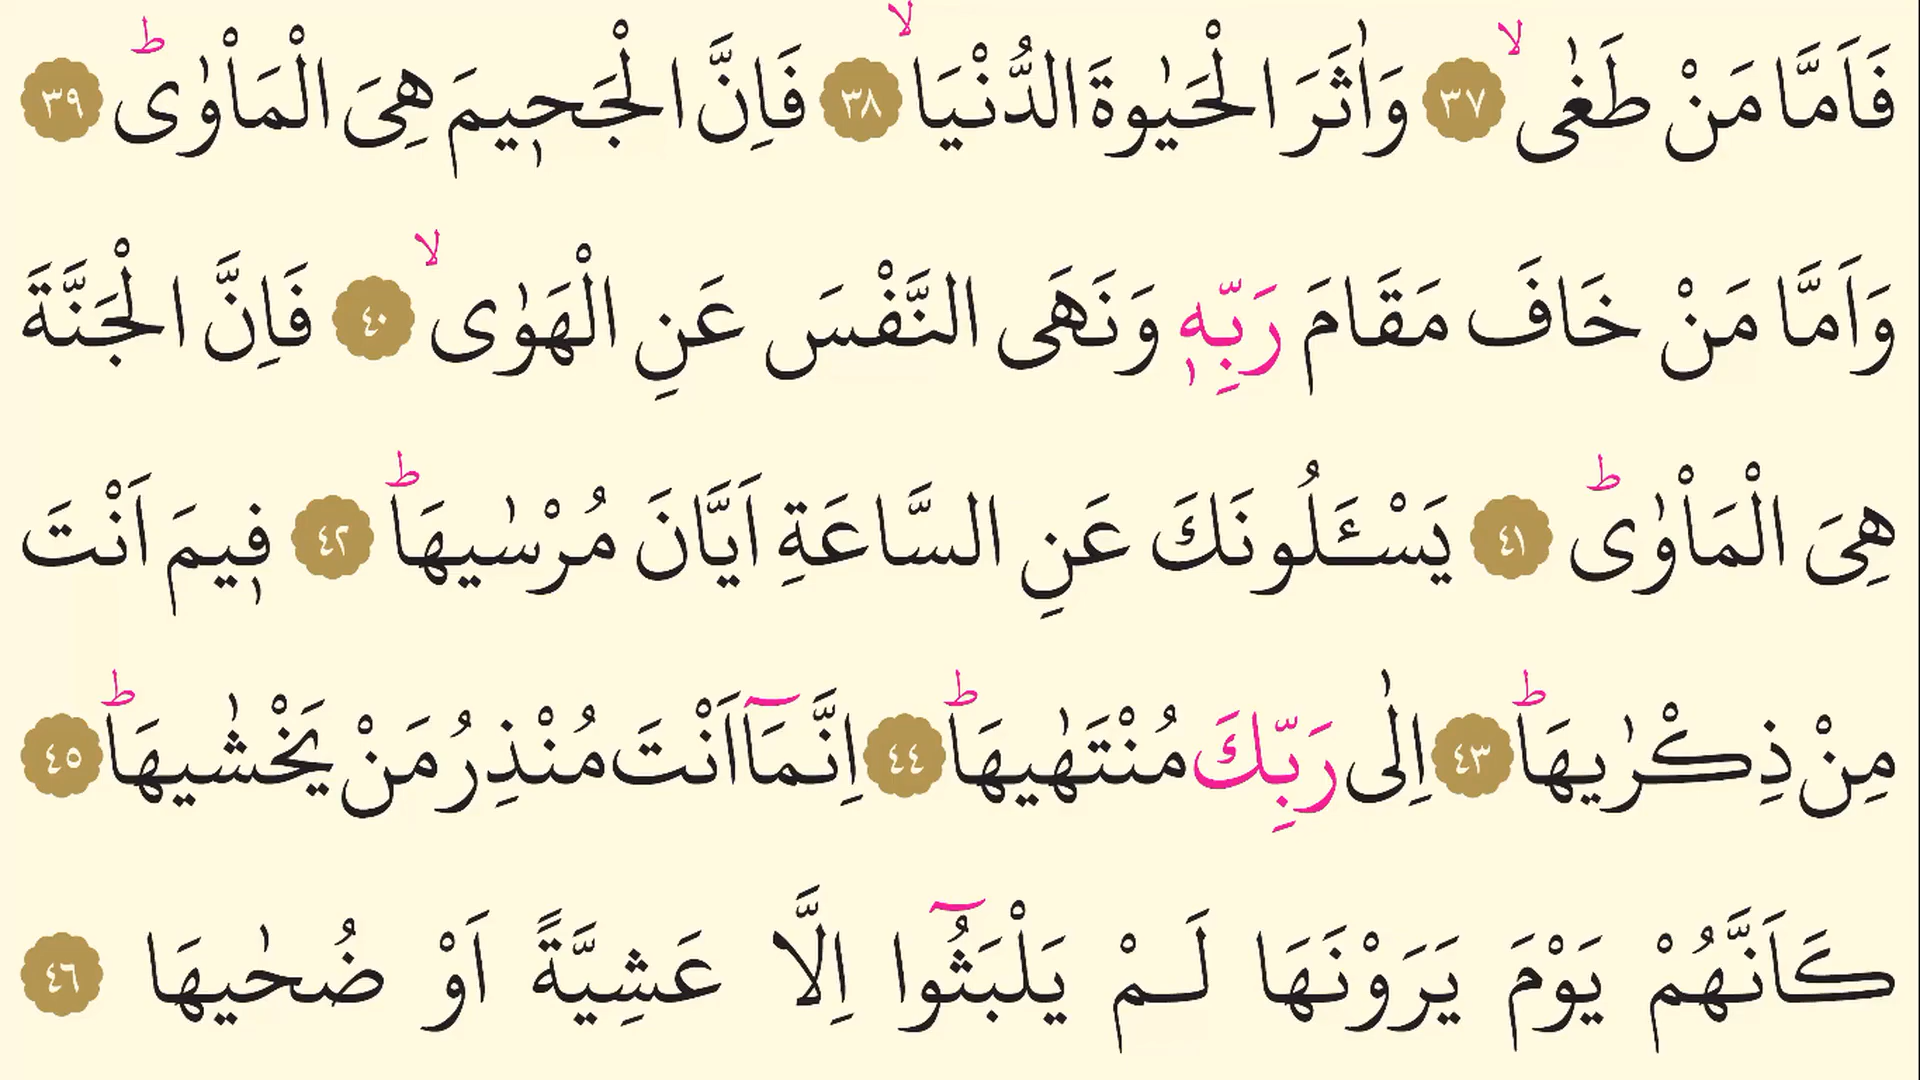 فَاَمَّا مَنْ طَغٰىۙ ﴿٣٧﴾ وَاٰثَرَ الْحَيٰوةَ الدُّنْيَاۙ ﴿٣٨﴾ فَاِنَّ الْجَح۪يمَ هِيَ الْمَأْوٰىۜ ﴿٣٩﴾
وَاَمَّا مَنْ خَافَ مَقَامَ رَبِّه۪ وَنَهَى النَّفْسَ عَنِ الْهَوٰىۙ ﴿٤٠﴾ فَاِنَّ الْجَنَّةَ
هِيَ الْمَأْوٰىۜ ﴿٤١﴾ يَسْـَٔلُونَكَ عَنِ السَّاعَةِ اَيَّانَ مُرْسٰيهَاۜ ﴿٤٢﴾ ف۪يمَ اَنْتَ
مِنْ ذِكْرٰيهَاۜ ﴿٤٣﴾ اِلٰى رَبِّكَ مُنْتَهٰيهَاۜ ﴿٤٤﴾ اِنَّمَٓا اَنْتَ مُنْذِرُ مَنْ يَخْشٰيهَاۜ ﴿٤٥﴾
كَاَنَّهُمْ يَوْمَ يَرَوْنَهَا لَمْ يَلْبَثُٓوا اِلَّا عَشِيَّةً اَوْ ضُحٰيهَا ﴿٤٦﴾